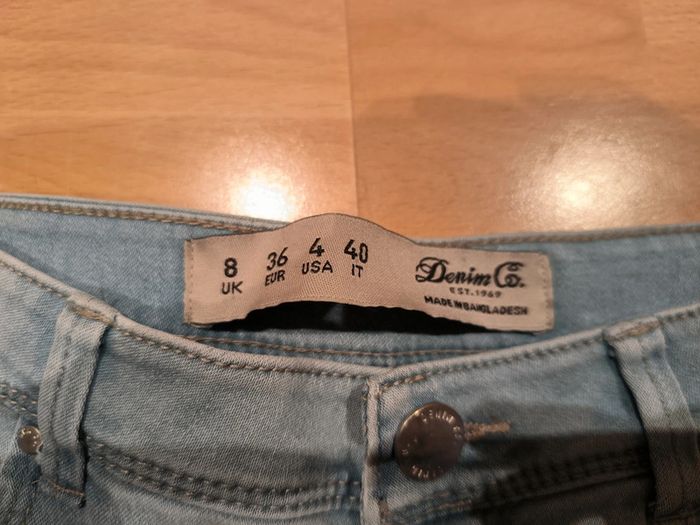 8 36 4 40
UK EUR USA IT
Denim Co.
EST. 1969
MADE IN BANGLADESH